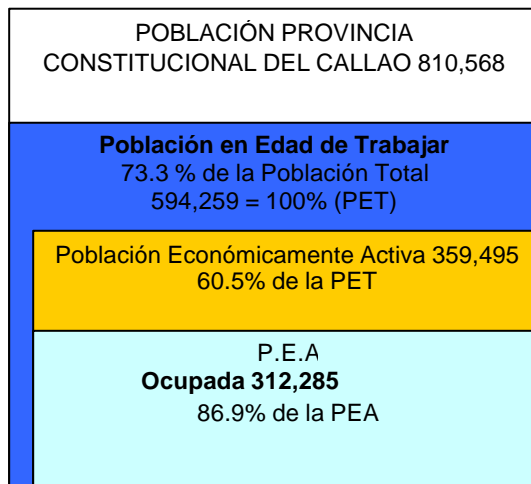 POBLACIÓN PROVINCIA
CONSTITUCIONAL DEL CALLAO 810,568
Población en Edad de Trabajar
73.3 % de la Población Total
594,259 = 100% (PET)
Población Económicamente Activa 359,495
60.5% de la PET
P.E.A
Ocupada 312,285
86.9% de la PEA